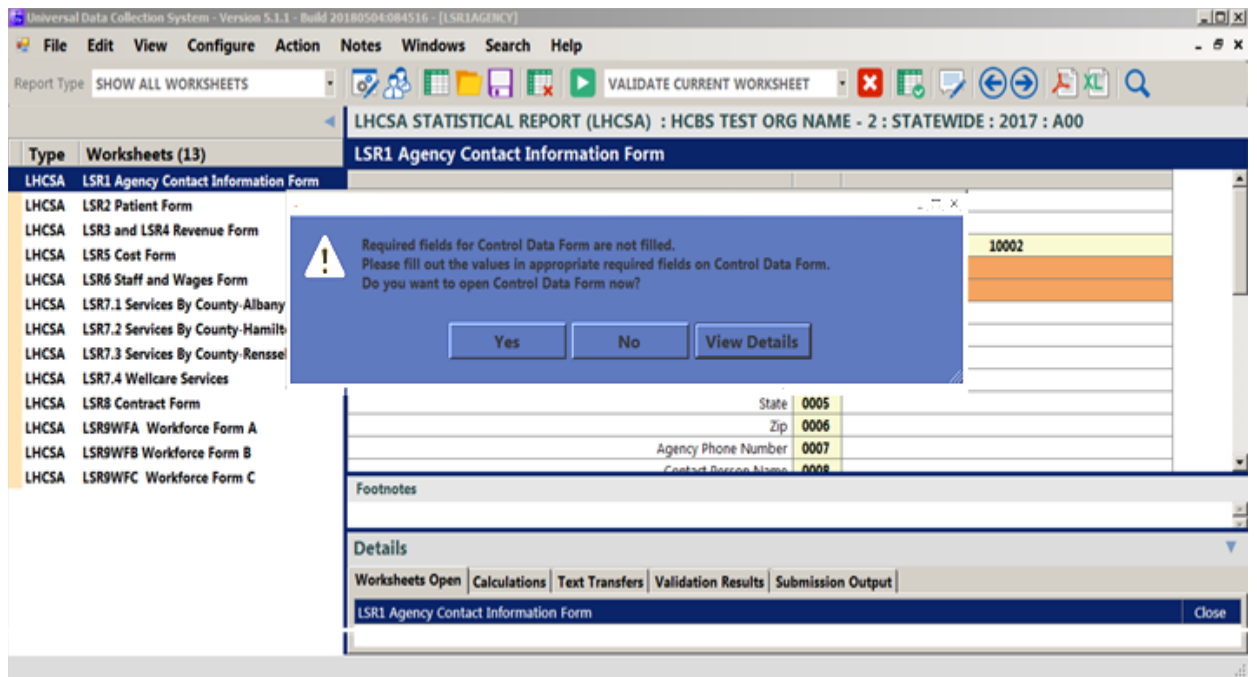 Universal Data Collection System - Version 5.1.1 - Build 20180504:084516 - [LSR1AGENCY]
File Edit View Configure Action Notes Windows Search Help
Report Type SHOW ALL WORKSHEETS VALIDATE CURRENT WORKSHEET
LHCSA STATISTICAL REPORT (LHCSA) : HCBS TEST ORG NAME - 2 : STATEWIDE : 2017 : A00
Type Worksheets (13)
LSR1 Agency Contact Information Form
LHCSA LSR1 Agency Contact Information Form
LHCSA LSR2 Patient Form
LHCSA LSR3 and LSR4 Revenue Form
LHCSA LSR5 Cost Form
LHCSA LSR6 Staff and Wages Form
LHCSA LSR7.1 Services By County-Albany
LHCSA LSR7.2 Services By County-Hamilt
LHCSA LSR7.3 Services By County-Rensse
LHCSA LSR7.4 Wellcare Services
LHCSA LSR8 Contract Form
LHCSA LSR9WFA Workforce Form A
LHCSA LSR9WFB Workforce Form B
LHCSA LSR9WFC Workforce Form C
10002
Required fields for Control Data Form are not filled.
Please fill out the values in appropriate required fields on Control Data Form.
Do you want to open Control Data Form now?
Yes No View Details
State 0005
Zip 0006
Agency Phone Number 0007
Contact Person Name 0008
Footnotes
Details
Worksheets Open Calculations Text Transfers Validation Results Submission Output
LSR1 Agency Contact Information Form Close